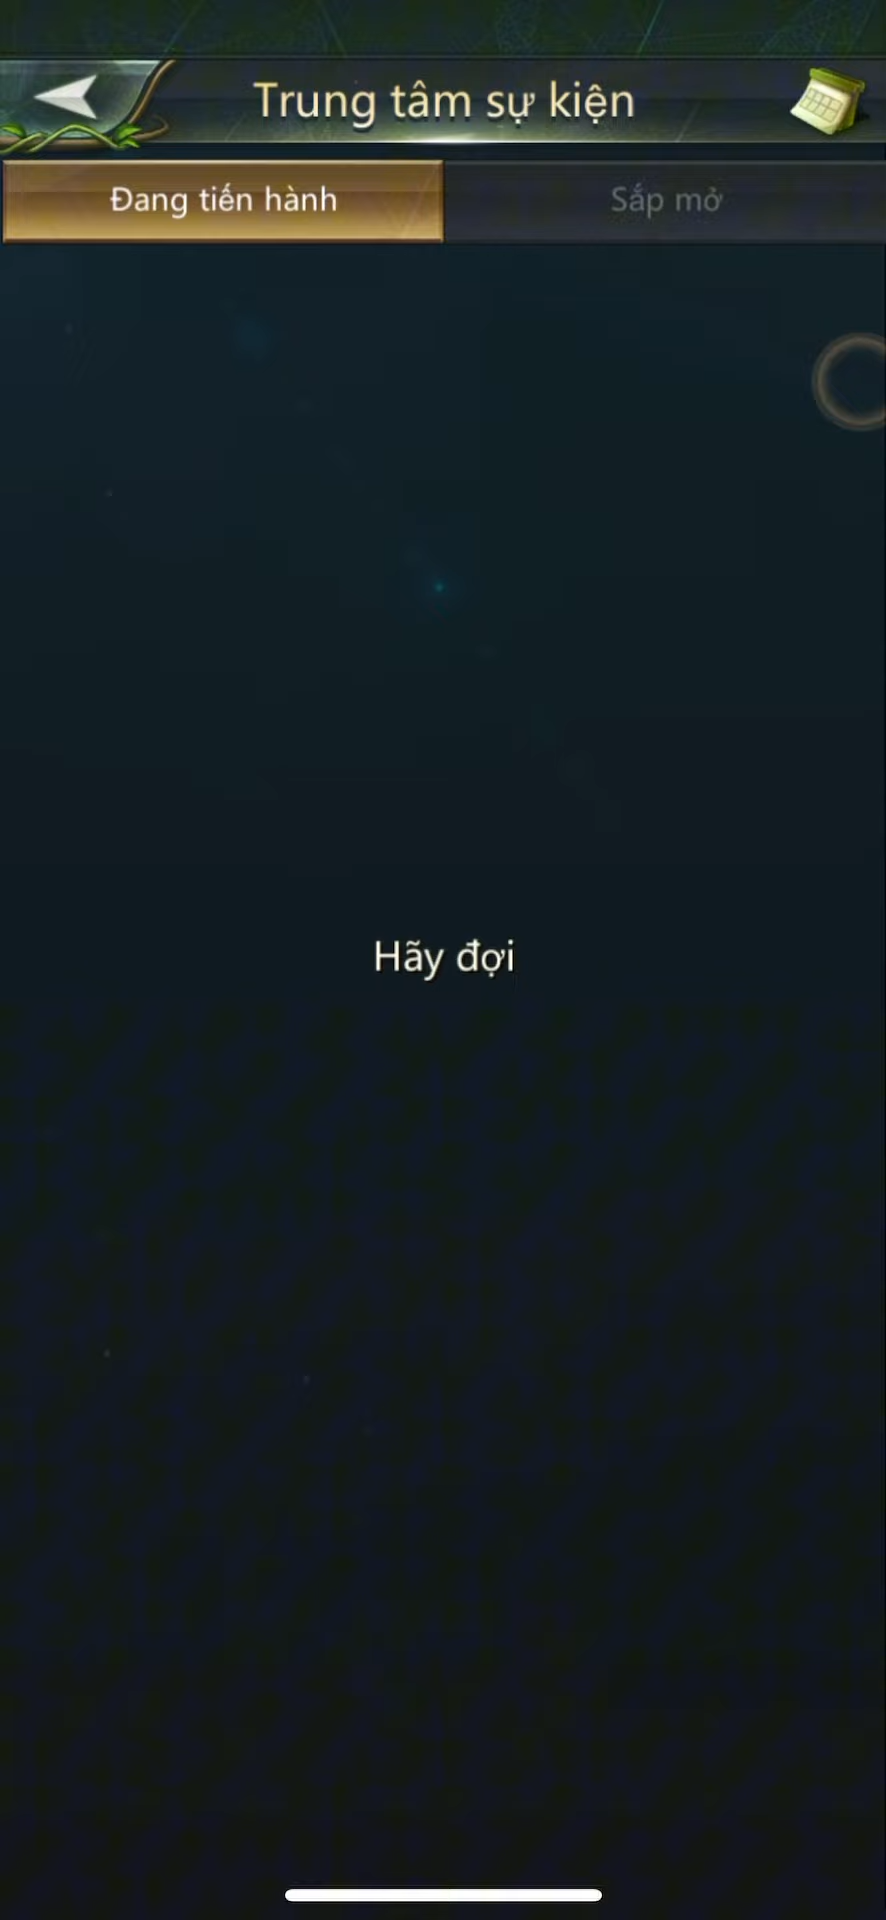 Trung tâm sự kiện
Đang tiến hành
Sắp mở
Hãy đợi